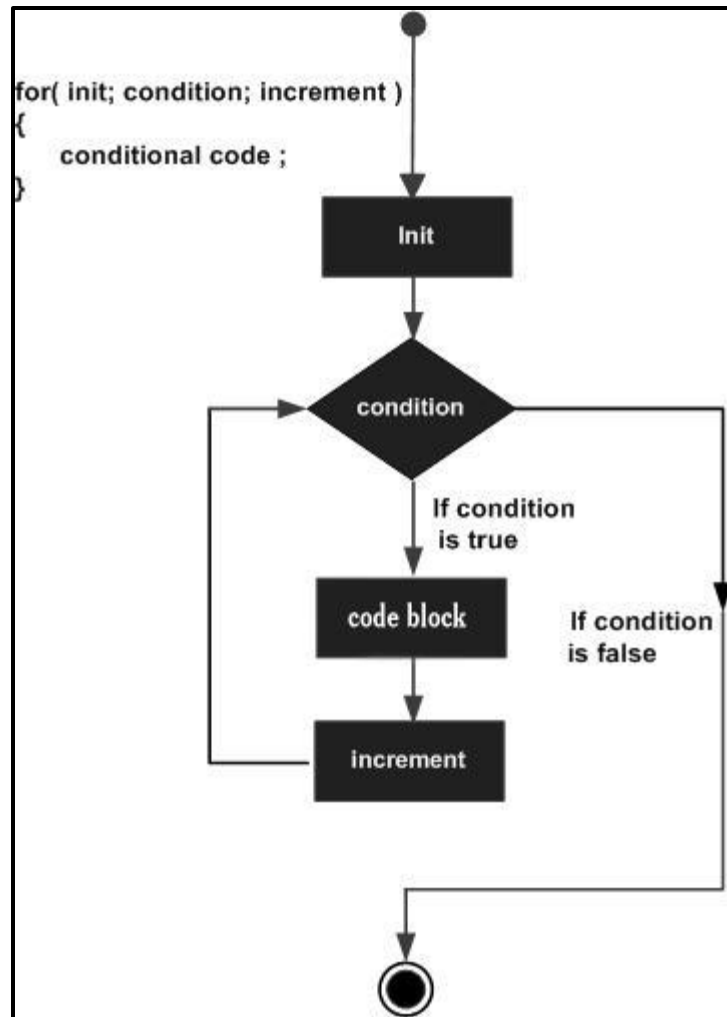 for( init; condition; increment )
{
conditional code ;
}
Init
condition
If condition
is true
code block
If condition
is false
increment